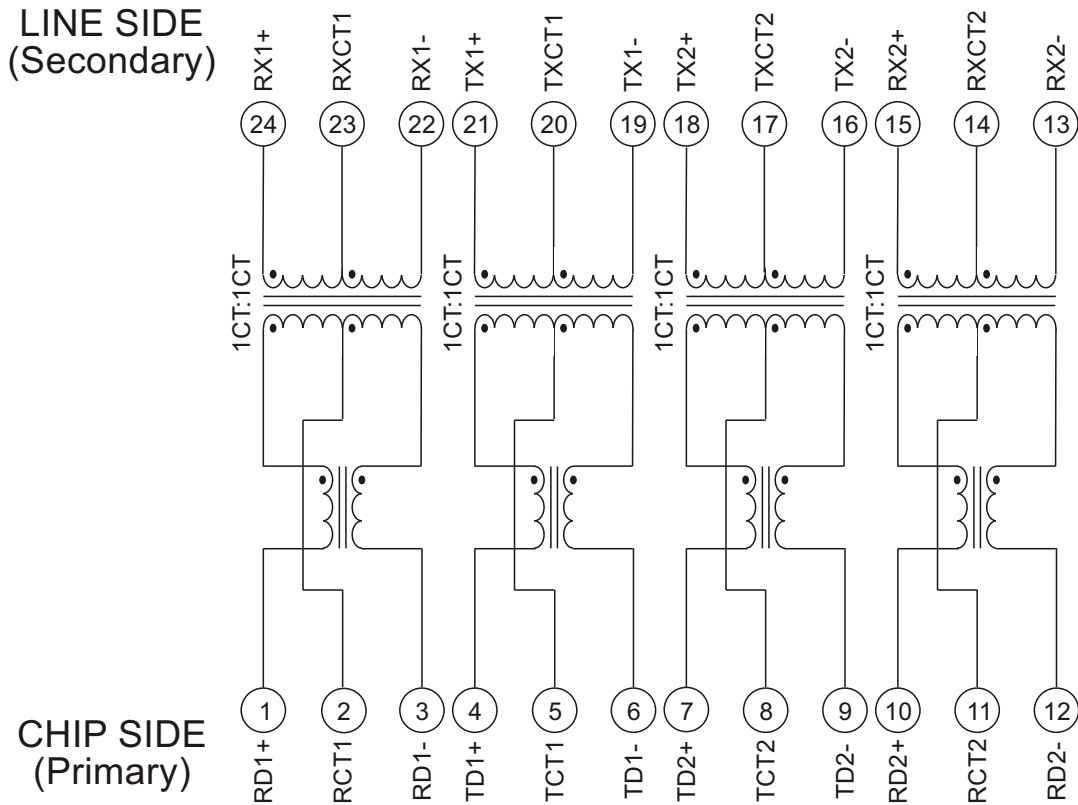 LINE SIDE
(Secondary)
RX1+
RXCT1
RX1-
TX1+
TXCT1
TX1-
TX2+
TXCT2
TX2-
RX2+
RXCT2
RX2-
24
23
22
21
20
19
18
17
16
15
14
13
1CT:1CT
1CT:1CT
1CT:1CT
1CT:1CT
1
2
3
4
5
6
7
8
9
10
11
12
CHIP SIDE
(Primary)
RD1+
RCT1
RD1-
TD1+
TCT1
TD1-
TD2+
TCT2
TD2-
RD2+
RCT2
RD2-